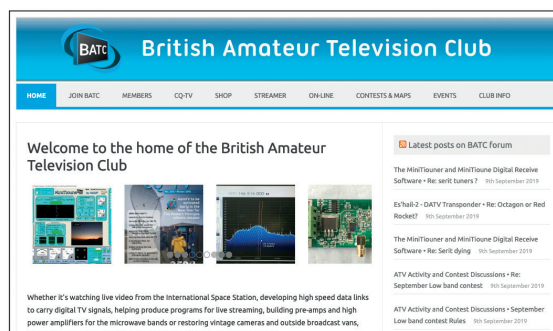 BATC
British Amateur Television Club
HOME JOIN BATC MEMBERS CQ-TV SHOP STREAMER ON-LINE CONTESTS & MAPS EVENTS CLUB INFO
Welcome to the home of the British Amateur
Television Club
Whether it's watching live video from the International Space Station, developing high speed data links
to carry digital TV signals, helping produce programs for live streaming, building pre-amps and high
power amplifiers for the microwave bands or restoring vintage cameras and outside broadcast vans,
Latest posts on BATC forum
The MiniTiouner and MiniTioune Digital Receive
Software • Re: serit tuners ? 9th September 2019
Es'hail-2 - DATV Transponder • Re: Octagon or Red
Rocket? 9th September 2019
The MiniTiouner and MiniTioune Digital Receive
Software • Re: Serit dying 9th September 2019
ATV Activity and Contest Discussions • Re:
September Low band contest 9th September 2019
ATV Activity and Contest Discussions • September
Low band contest Rules 9th September 2019